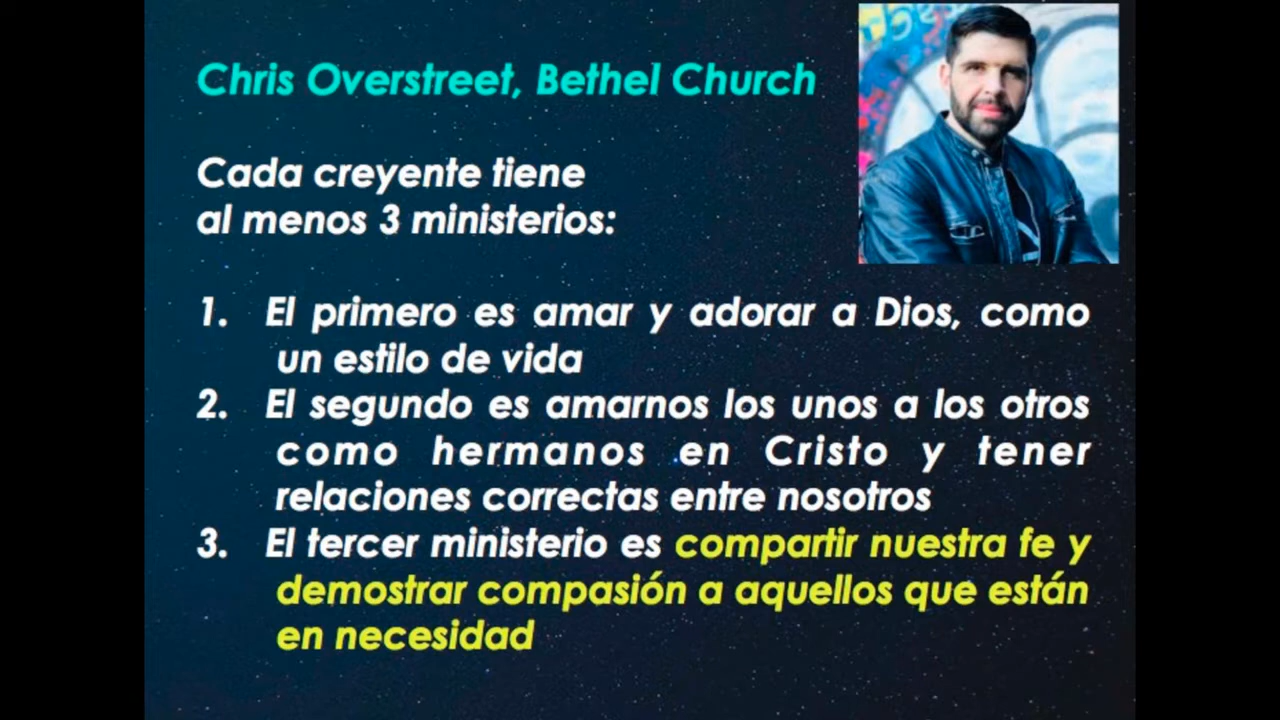 Chris Overstreet, Bethel Church
Cada creyente tiene
al menos 3 ministerios:
1. El primero es amar y adorar a Dios, como
un estilo de vida
2. El segundo es amarnos los unos a los otros
como hermanos en Cristo y tener
relaciones correctas entre nosotros
3. El tercer ministerio es compartir nuestra fe y
demostrar compasión a aquellos que están
en necesidad